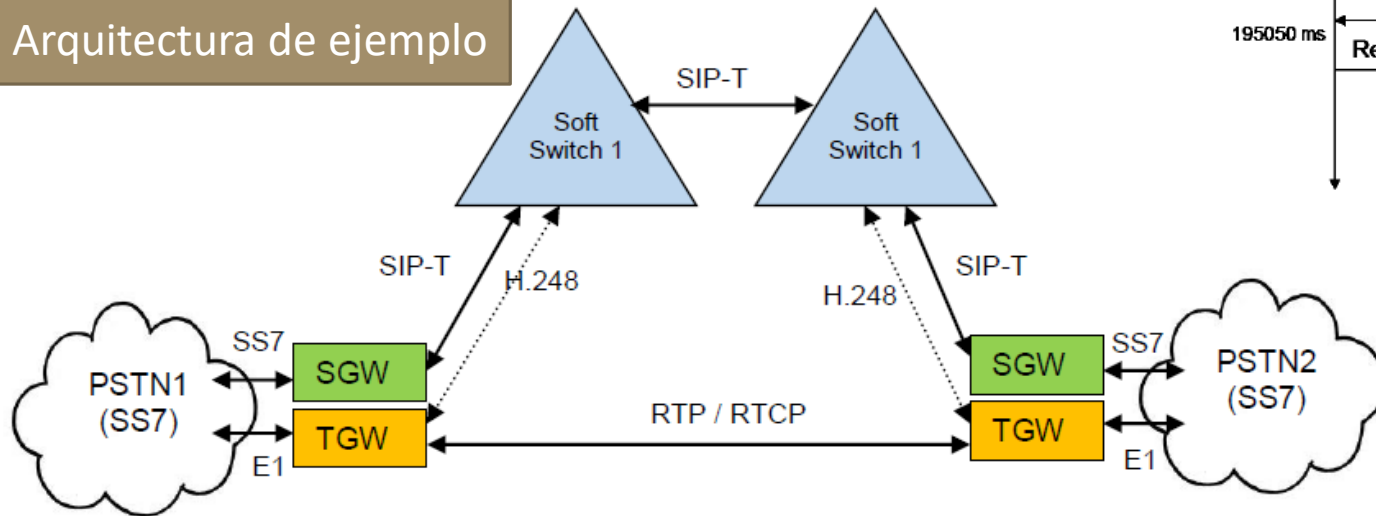 Arquitectura de ejemplo
195050 ms
SIP-T
Soft
Switch 1
Soft
Switch 1
SIP-T
H.248
H.248
SIP-T
SS7
SGW
PSTN1
(SS7)
TGW
E1
RTP / RTCP
SGW
SS7
PSTN2
(SS7)
TGW
E1